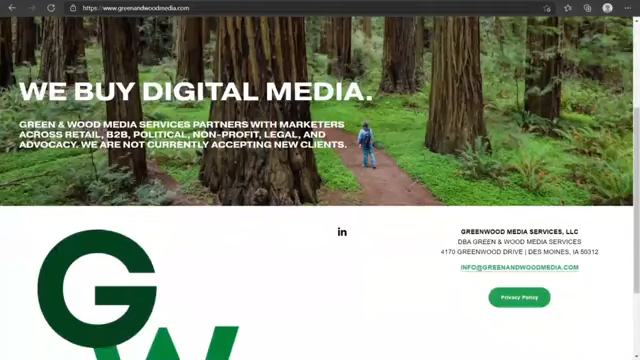 https://www.greenandwoodmedia.com
WE BUY DIGITAL MEDIA.
GREEN & WOOD MEDIA SERVICES PARTNERS WITH MARKETERS
ACROSS RETAIL, B2B, POLITICAL, NON-PROFIT, LEGAL, AND
ADVOCACY. WE ARE NOT CURRENTLY ACCEPTING NEW CLIENTS.
in
GREENWOOD MEDIA SERVICES, LLC
DBA GREEN & WOOD MEDIA SERVICES
4170 GREENWOOD DRIVE | DES MOINES, IA 50312
INFO@GREENANDWOODMEDIA.COM
Privacy Policy
G
W